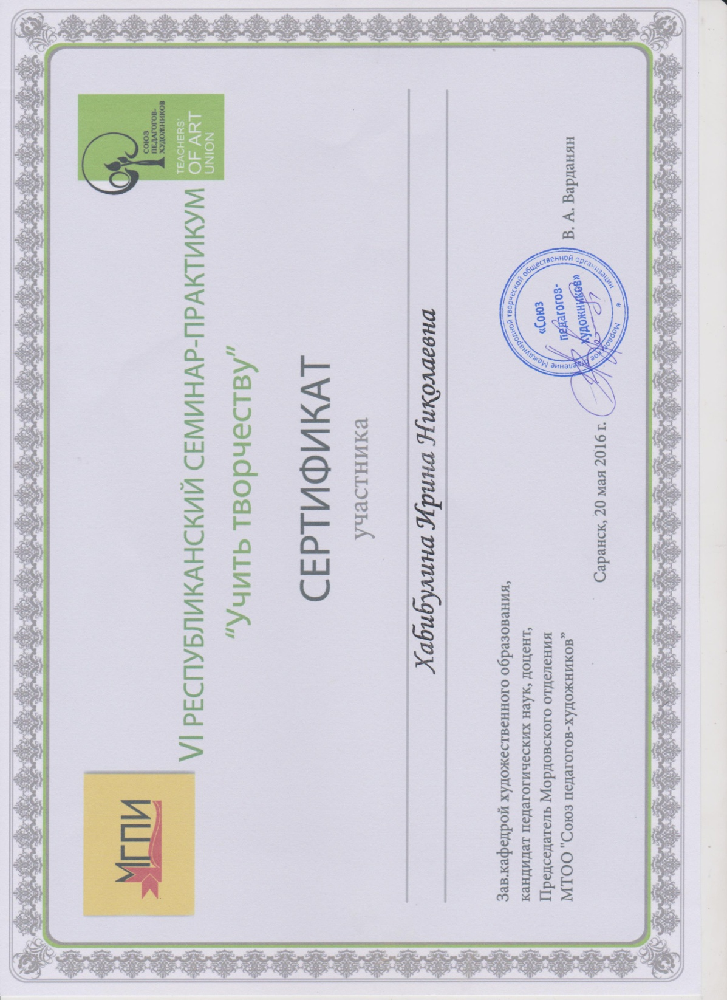 МГПИ
СОЮЗ
ПЕДАГОГОВ-
ХУДОЖНИКОВ
TEACHERS'
OF ART
UNION
VI РЕСПУБЛИКАНСКИЙ СЕМИНАР-ПРАКТИКУМ
“Учить творчеству”
СЕРТИФИКАТ
участника
Хабибулина Ирина Николаевна
Зав.кафедрой художественного образования,
кандидат педагогических наук, доцент,
Председатель Мордовского отделения
МТОО "Союз педагогов-художников”
В. А. Варданян
Мордовское отделение Международной творческой общественной организации *
«Союз
педагогов-
художников»
Саранск, 20 мая 2016 г.